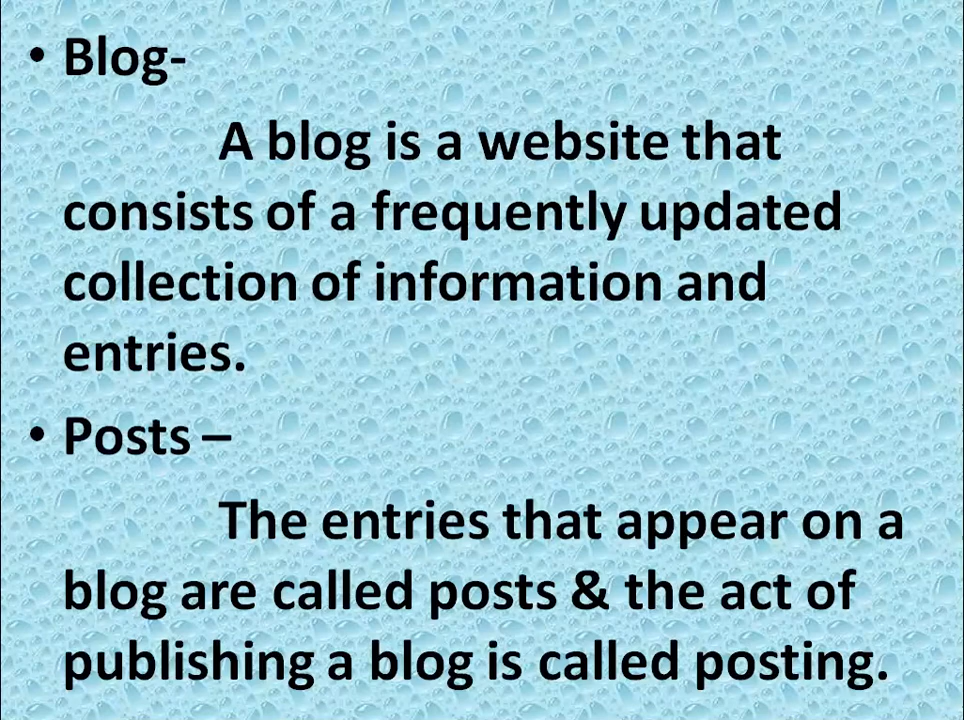 • Blog-
A blog is a website that
consists of a frequently updated
collection of information and
entries.
• Posts –
The entries that appear on a
blog are called posts & the act of
publishing a blog is called posting.